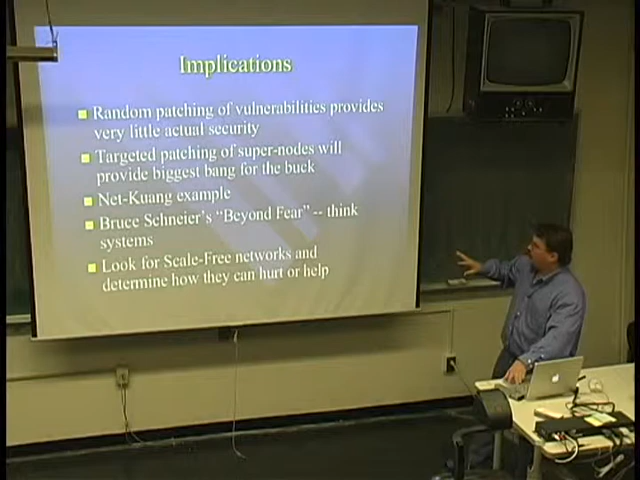 Implications
Random patching of vulnerabilities provides
very little actual security
Targeted patching of super-nodes will
provide biggest bang for the buck
Net-Kuang example
Bruce Schneier's "Beyond Fear" -- think
systems
Look for Scale-Free networks and
determine how they can hurt or help